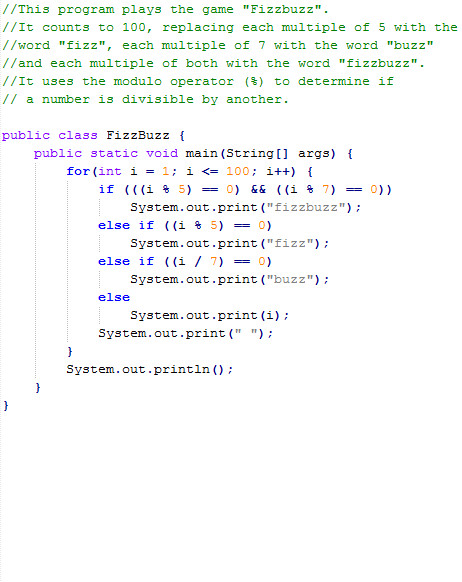 //This program plays the game "Fizzbuzz".
//It counts to 100, replacing each multiple of 5 with the
//word "fizz", each multiple of 7 with the word "buzz"
//and each multiple of both with the word "fizzbuzz".
//It uses the modulo operator (%) to determine if
// a number is divisible by another.
public class FizzBuzz {
    public static void main(String[] args) {
        for(int i = 1; i <= 100; i++) {
            if (((i % 5) == 0) && ((i % 7) == 0))
                System.out.print("fizzbuzz");
            else if ((i % 5) == 0)
                System.out.print("fizz");
            else if ((i / 7) == 0)
                System.out.print("buzz");
            else
                System.out.print(i);
            System.out.print(" ");
        }
        System.out.println();
    }
}